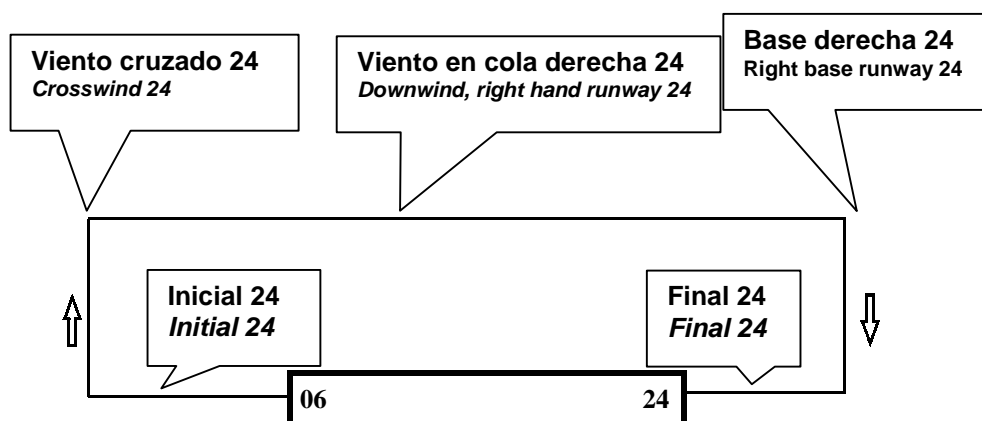 Viento cruzado 24
Crosswind 24
Viento en cola derecha 24
Downwind, right hand runway 24
Base derecha 24
Right base runway 24
Inicial 24
Initial 24
Final 24
Final 24
06
24